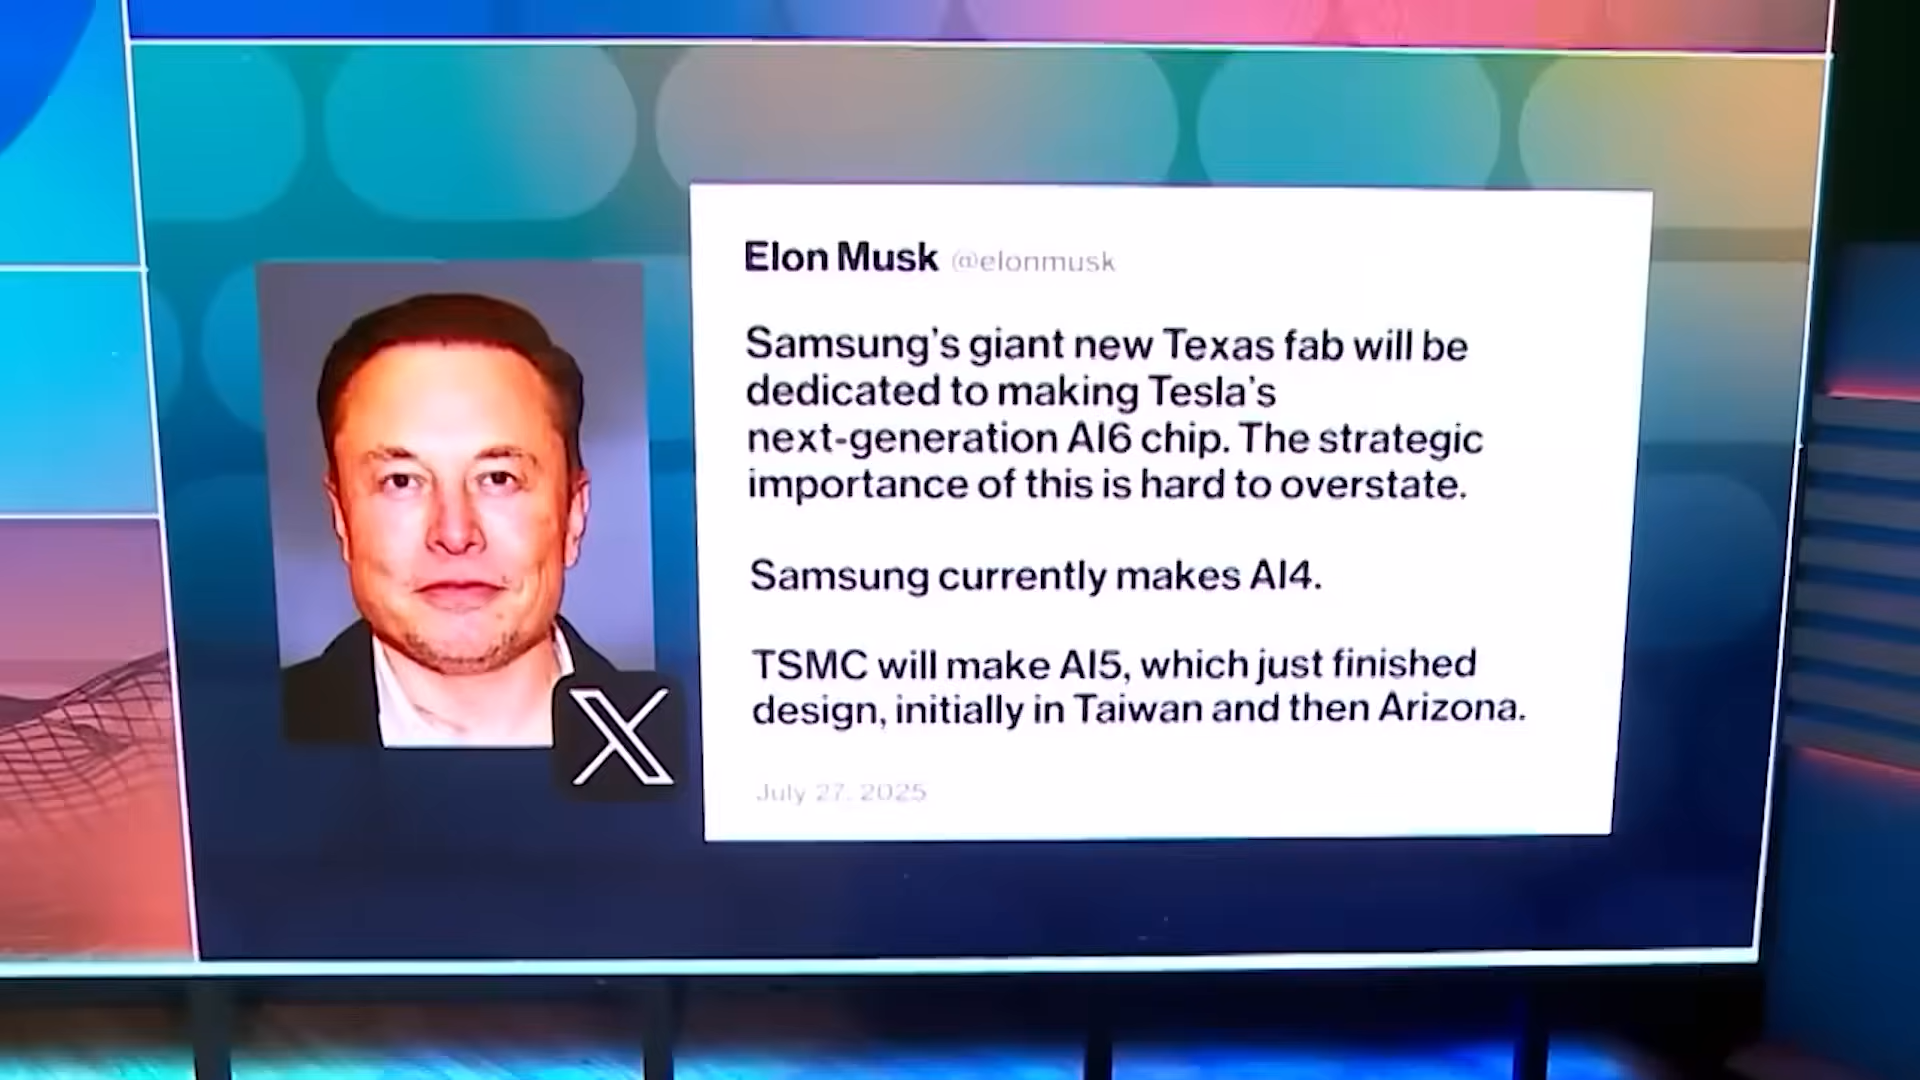 Elon Musk @elonmusk
Samsung's giant new Texas fab will be
dedicated to making Tesla's
next-generation AI6 chip. The strategic
importance of this is hard to overstate.
Samsung currently makes AI4.
TSMC will make AI5, which just finished
design, initially in Taiwan and then Arizona.
July 27, 2025